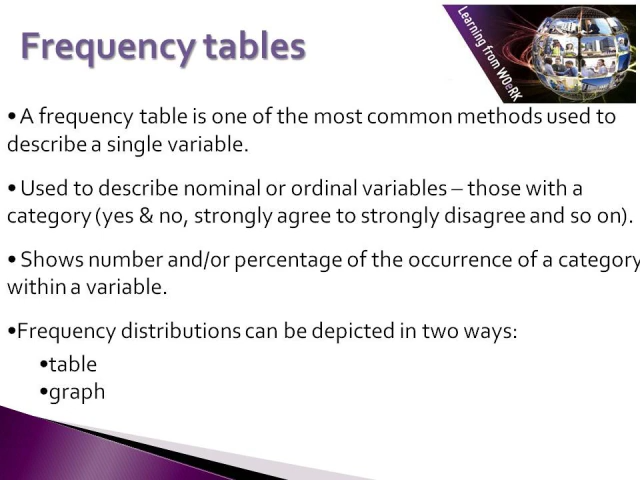 Frequency tables
Learning from WOeRK
• A frequency table is one of the most common methods used to
describe a single variable.
• Used to describe nominal or ordinal variables – those with a
category (yes & no, strongly agree to strongly disagree and so on).
• Shows number and/or percentage of the occurrence of a category
within a variable.
•Frequency distributions can be depicted in two ways:
•table
•graph